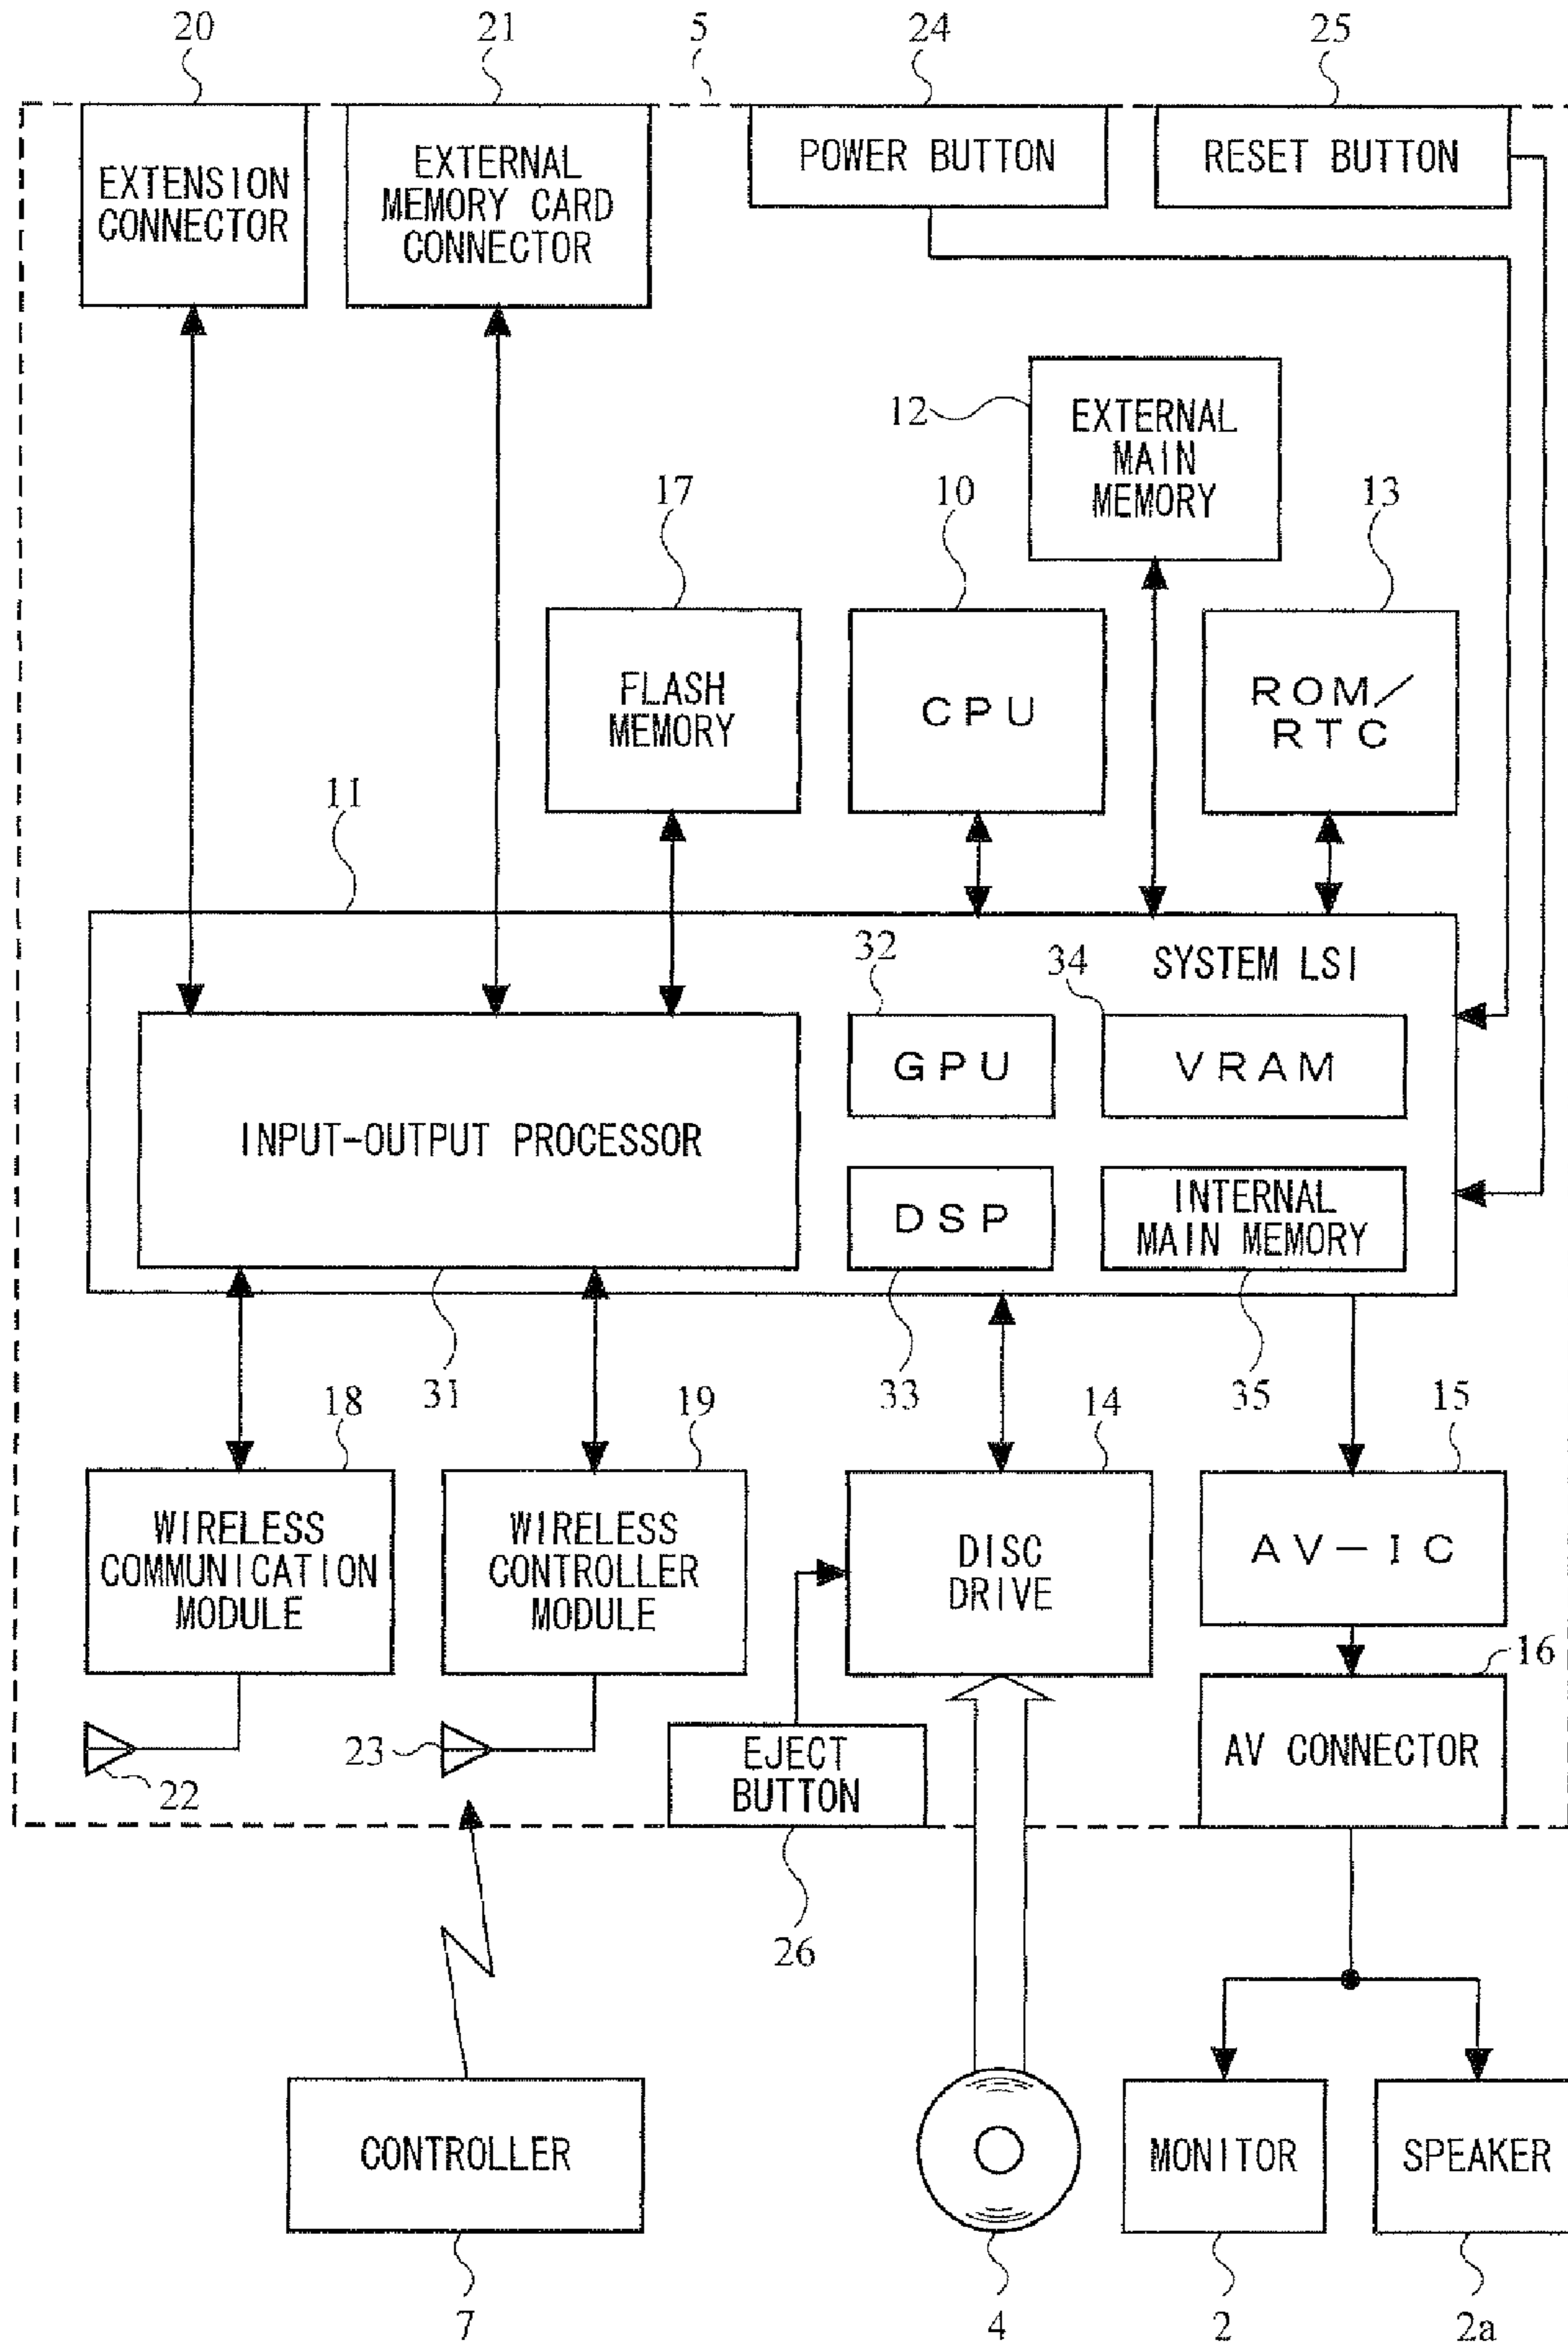 20
21
5
24
25
EXTENSION
CONNECTOR
EXTERNAL
MEMORY CARD
CONNECTOR
POWER BUTTON
RESET BUTTON
12
EXTERNAL
MAIN
MEMORY
17
10
13
FLASH
MEMORY
CPU
ROM/
RTC
11
SYSTEM LSI
32
34
GPU
VRAM
INPUT-OUTPUT PROCESSOR
DSP
INTERNAL
MAIN MEMORY
31
33
35
18
19
14
15
WIRELESS
COMMUNICATION
MODULE
WIRELESS
CONTROLLER
MODULE
DISC
DRIVE
AV-IC
16
22
23
EJECT
BUTTON
AV CONNECTOR
26
CONTROLLER
MONITOR
SPEAKER
7
4
2
2a